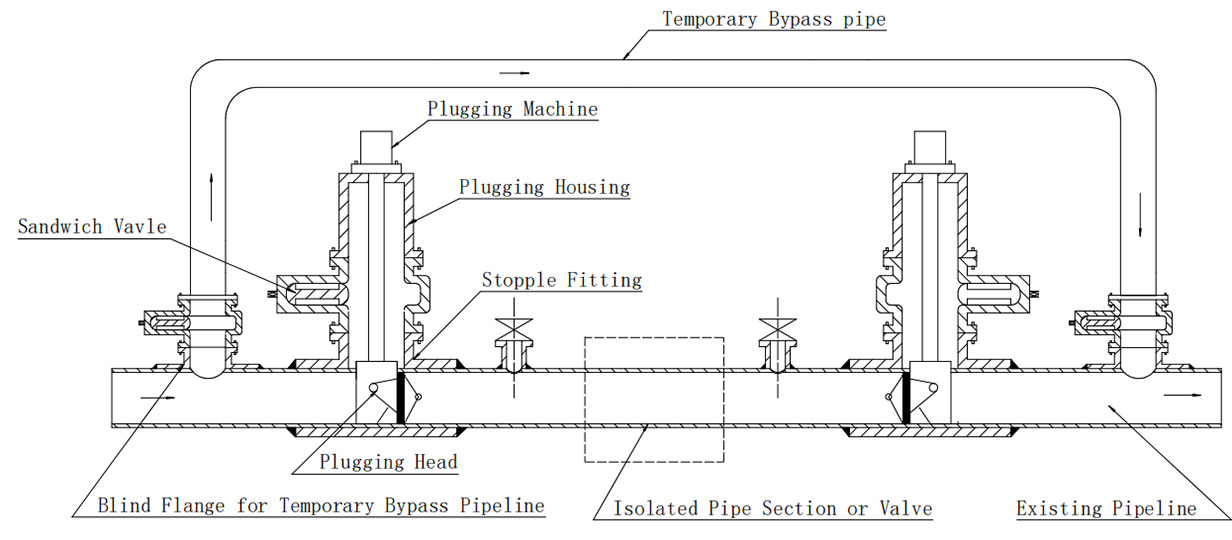 Temporary Bypass pipe
Plugging Machine
Plugging Housing
Sandwich Vavle
Stopple Fitting
Plugging Head
Blind Flange for Temporary Bypass Pipeline
Isolated Pipe Section or Valve
Existing Pipeline